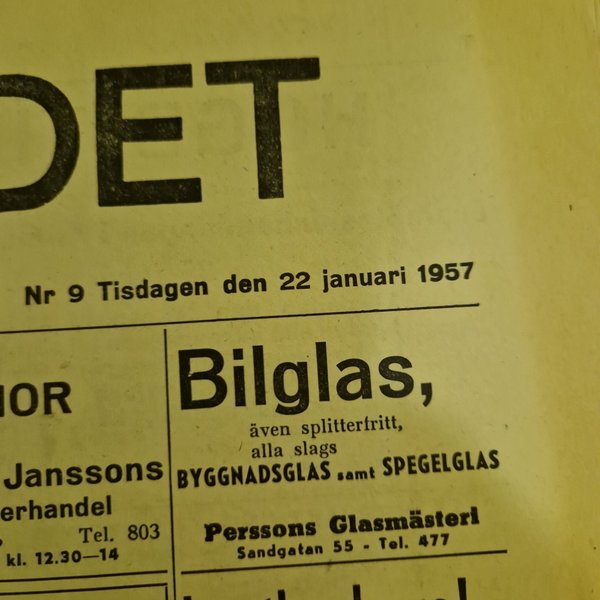 DET
Nr 9 Tisdagen den 22 januari 1957
Bilglas,
även splitterfritt,
alla slags
BYGGNADSGLAS samt SPEGELGLAS
Perssons Glasmästeri
Sandgatan 55 - Tel. 477
IOR
Janssons
erhandel
Tel. 803
kl. 12.30—14